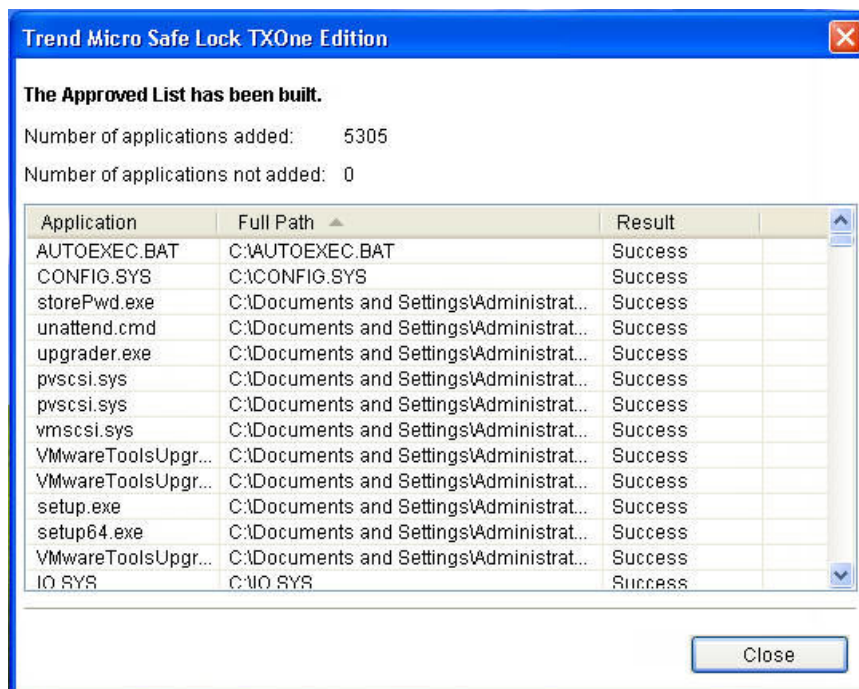 Trend Micro Safe Lock TXOne Edition
The Approved List has been built.
Number of applications added: 5305
Number of applications not added: 0
Application Full Path Result
AUTOEXEC.BAT C:\AUTOEXEC.BAT Success
CONFIG.SYS C:\CONFIG.SYS Success
storePwd.exe C:\Documents and Settings\Administrat... Success
unattend.cmd C:\Documents and Settings\Administrat... Success
upgrader.exe C:\Documents and Settings\Administrat... Success
pvscsi.sys C:\Documents and Settings\Administrat... Success
pvscsi.sys C:\Documents and Settings\Administrat... Success
vmscsi.sys C:\Documents and Settings\Administrat... Success
VMwareToolsUpgr... C:\Documents and Settings\Administrat... Success
VMwareToolsUpgr... C:\Documents and Settings\Administrat... Success
setup.exe C:\Documents and Settings\Administrat... Success
setup64.exe C:\Documents and Settings\Administrat... Success
VMwareToolsUpgr... C:\Documents and Settings\Administrat... Success
IO.SYS C:\IO.SYS Success
Close